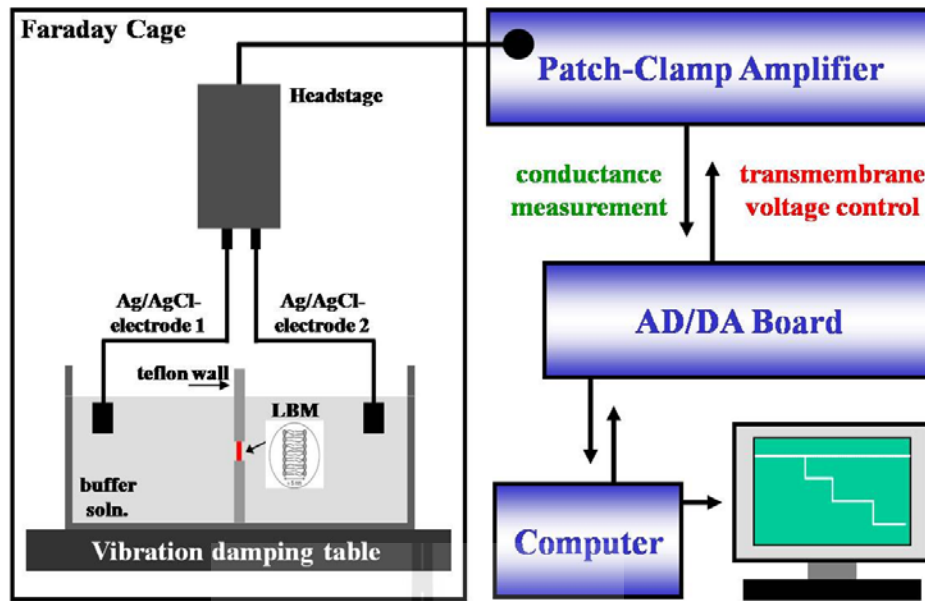 Faraday Cage
Headstage
Ag/AgCl-
electrode 1
Ag/AgCl-
electrode 2
teflon wall
LBM
buffer
soln.
Vibration damping table
Patch-Clamp Amplifier
conductance
measurement
transmembrane
voltage control
AD/DA Board
Computer